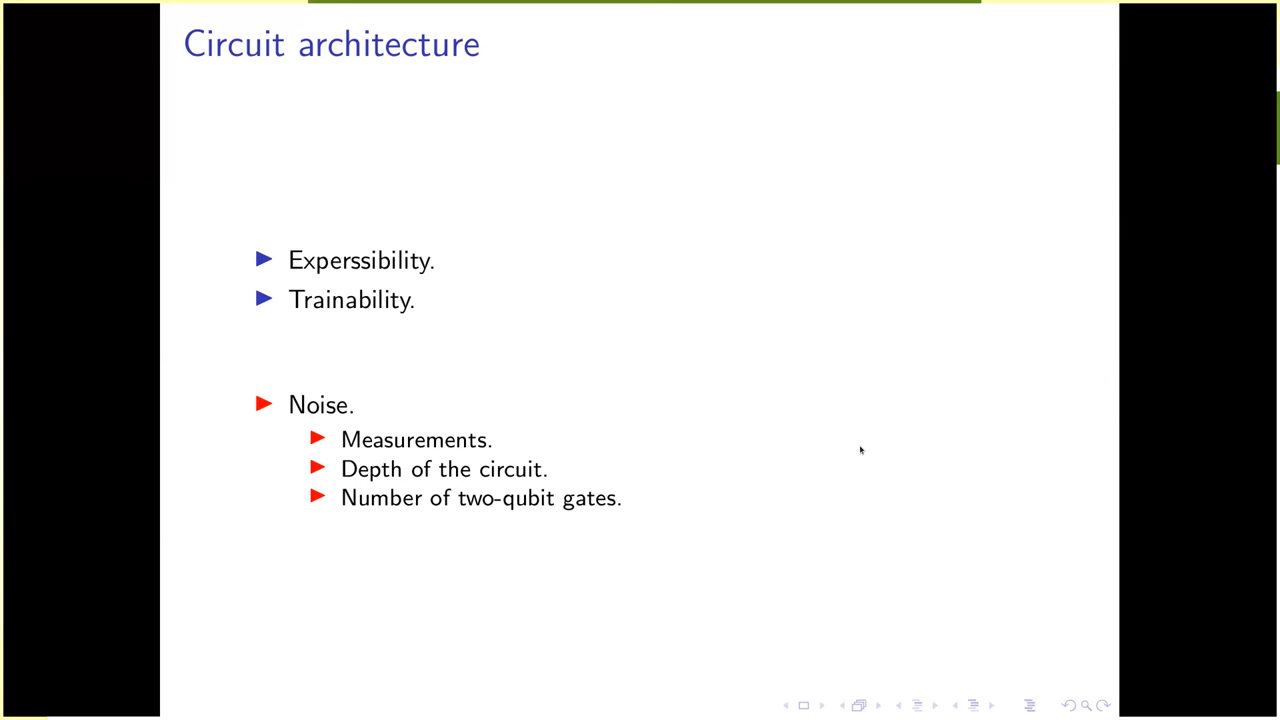 Circuit architecture
Experssibility.
Trainability.
Noise.
Measurements.
Depth of the circuit.
Number of two-qubit gates.